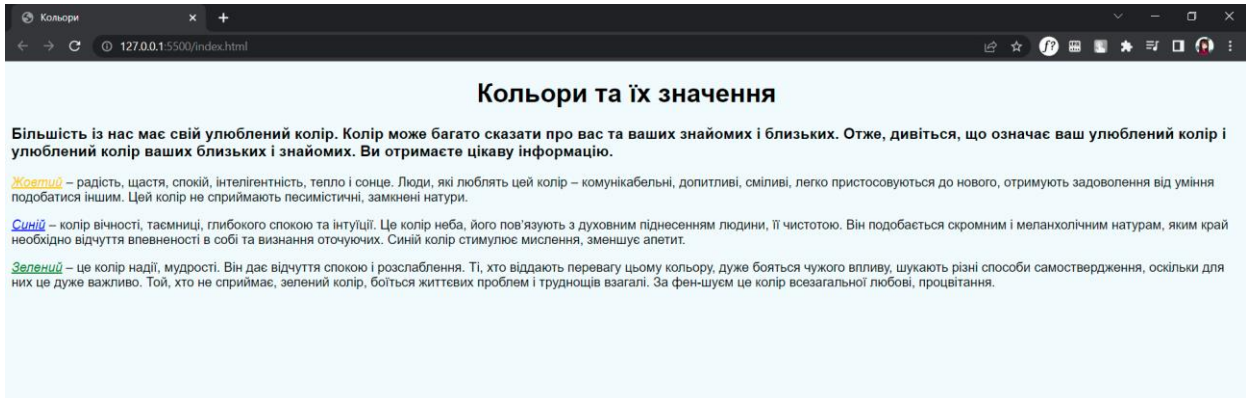 Кольори
127.0.0.1:5500/index.html
Кольори та їх значення
Більшість із нас має свій улюблений колір. Колір може багато сказати про вас та ваших знайомих і близьких. Отже, дивіться, що означає ваш улюблений колір і
улюблений колір ваших близьких і знайомих. Ви отримаєте цікаву інформацію.
Жовтий – радість, щастя, спокій, інтелігентність, тепло і сонце. Люди, які люблять цей колір – комунікабельні, допитливі, сміливі, легко пристосовуються до нового, отримують задоволення від уміння
подобатися іншим. Цей колір не сприймають песимістичні, замкнені натури.
Синій – колір вічності, таємниці, глибокого спокою та інтуїції. Це колір неба, його пов’язують з духовним піднесенням людини, її чистотою. Він подобається скромним і меланхолічним натурам, яким край
необхідно відчуття впевненості в собі та визнання оточуючих. Синій колір стимулює мислення, зменшує апетит.
Зелений – це колір надії, мудрості. Він дає відчуття спокою і розслаблення. Ті, хто віддають перевагу цьому кольору, дуже бояться чужого впливу, шукають різні способи самоствердження, оскільки для
них це дуже важливо. Той, хто не сприймає, зелений колір, боїться життєвих проблем і труднощів взагалі. За фен-шуєм це колір всезагальної любові, процвітання.